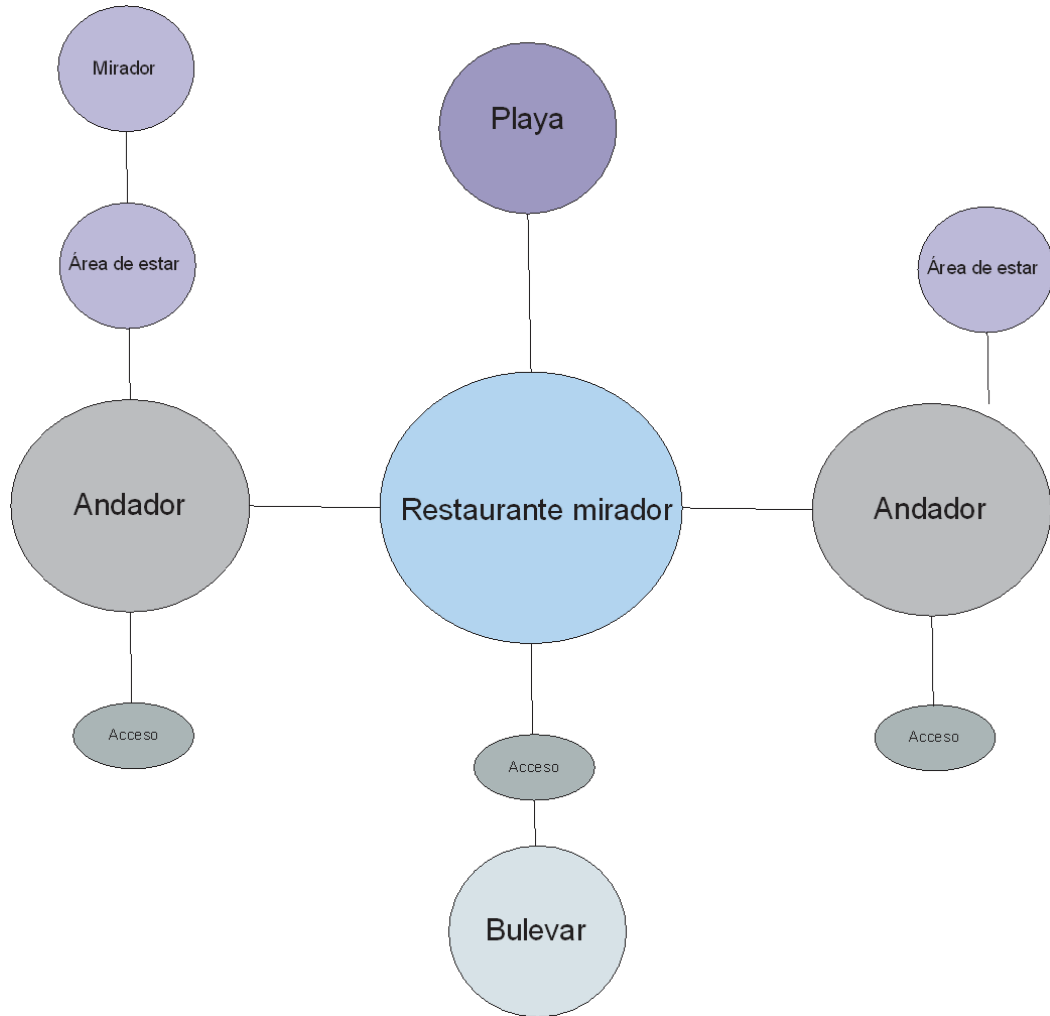 Mirador
Playa
Área de estar
Área de estar
Andador
Restaurante mirador
Andador
Acceso
Acceso
Acceso
Bulevar